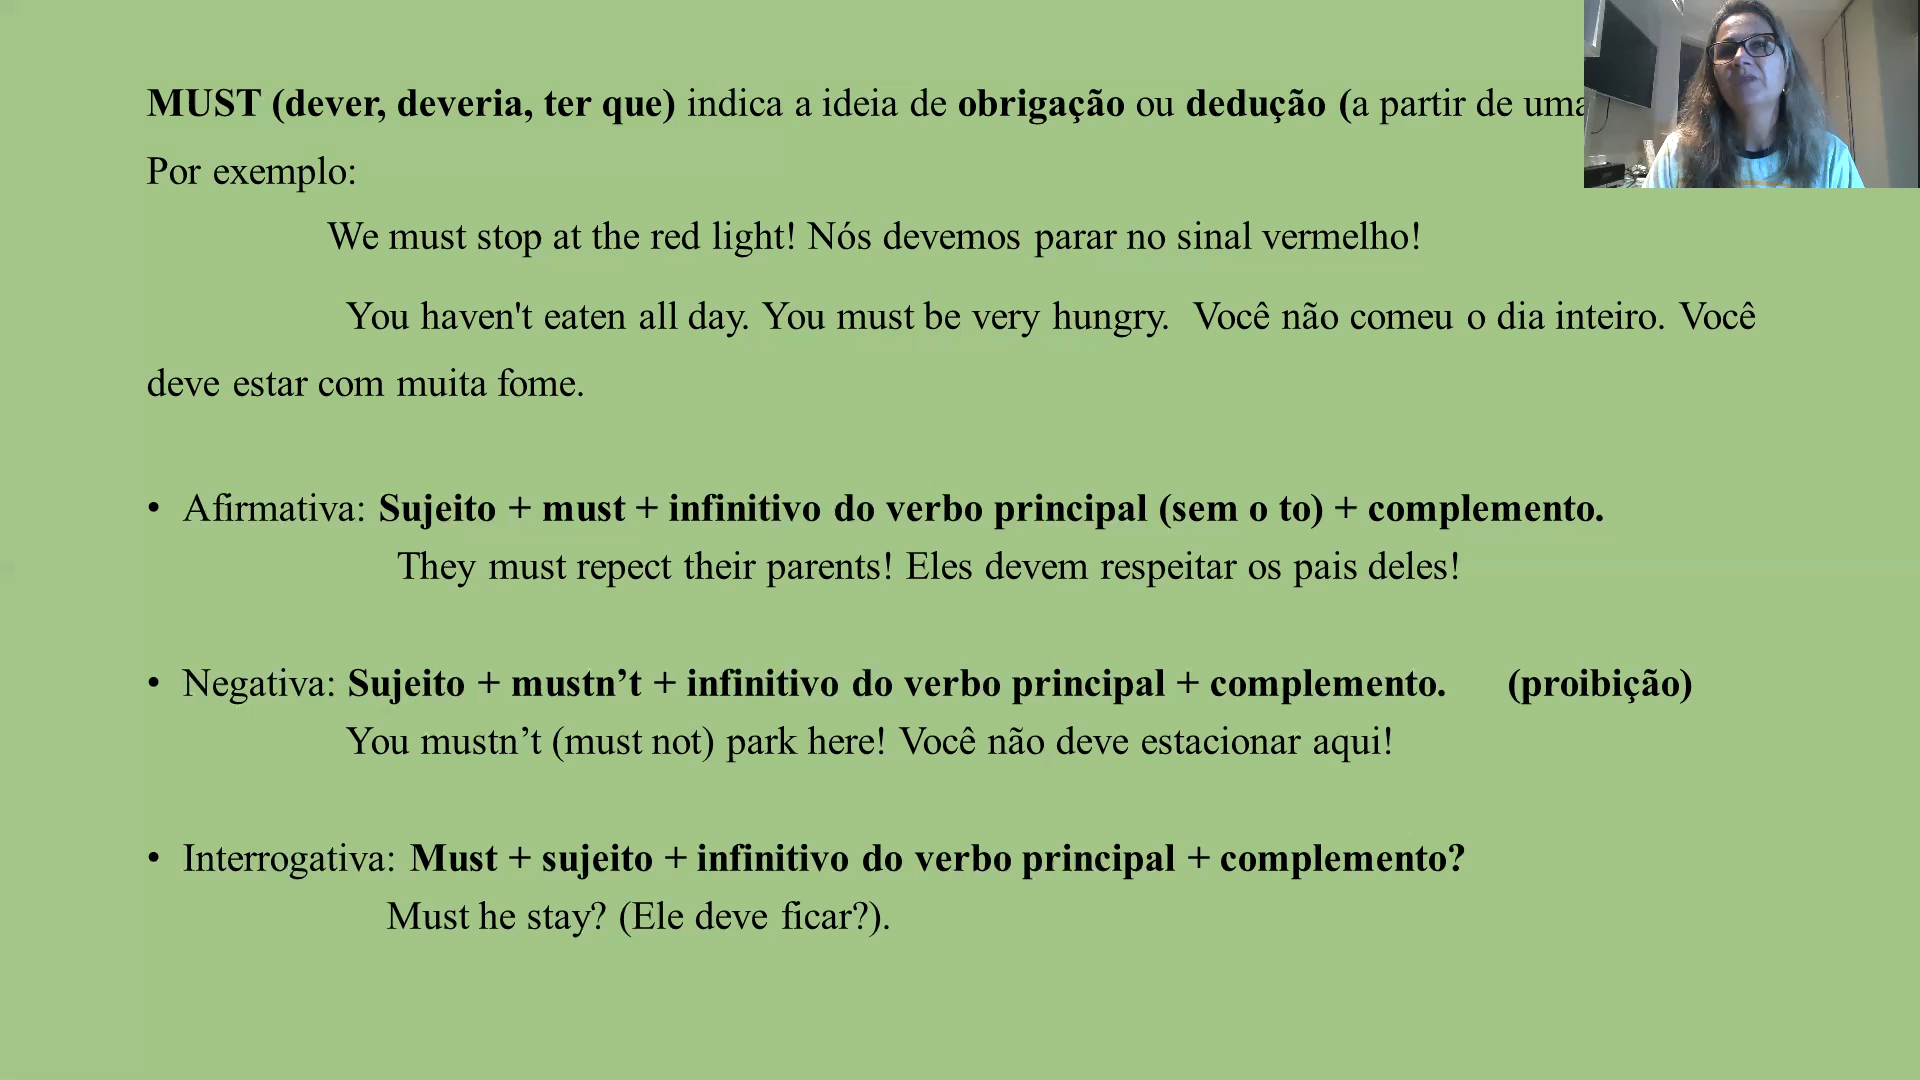 MUST (dever, deveria, ter que) indica a ideia de obrigação ou dedução (a partir de uma
Por exemplo:
We must stop at the red light! Nós devemos parar no sinal vermelho!
You haven't eaten all day. You must be very hungry. Você não comeu o dia inteiro. Você
deve estar com muita fome.
• Afirmativa: Sujeito + must + infinitivo do verbo principal (sem o to) + complemento.
They must repect their parents! Eles devem respeitar os pais deles!
• Negativa: Sujeito + mustn’t + infinitivo do verbo principal + complemento. (proibição)
You mustn’t (must not) park here! Você não deve estacionar aqui!
• Interrogativa: Must + sujeito + infinitivo do verbo principal + complemento?
Must he stay? (Ele deve ficar?).